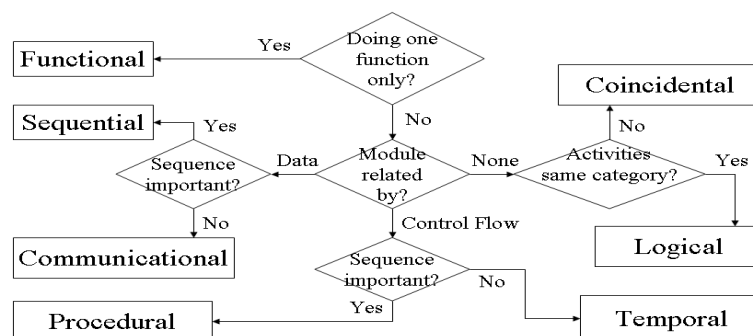 Doing one
function
only?
Yes
Functional
No
Coincidental
Sequential
Yes
No
Sequence
important?
Data
Module
related
by?
None
Activities
same category?
Yes
No
Control Flow
Communicational
Logical
Sequence
important?
No
Yes
Procedural
Temporal